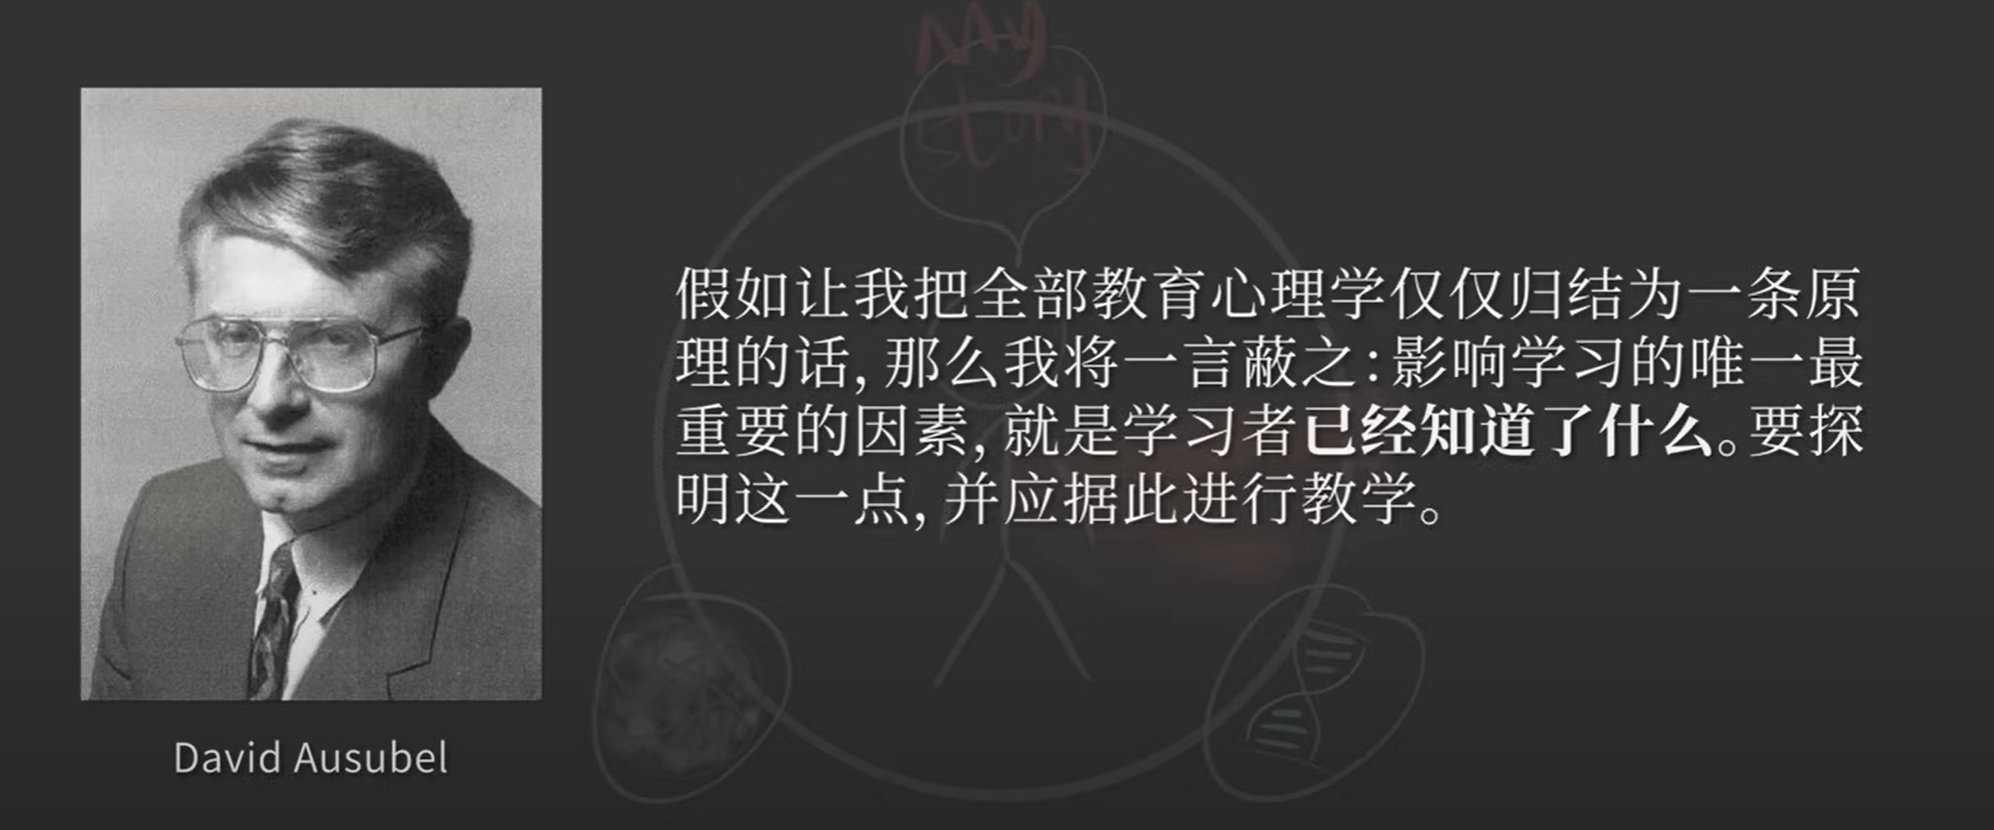 My
story
假如让我把全部教育心理学仅仅归结为一条原
理的话,那么我将一言蔽之:影响学习的唯一最
重要的因素,就是学习者已经知道了什么。要探
明这一点,并应据此进行教学。
David Ausubel